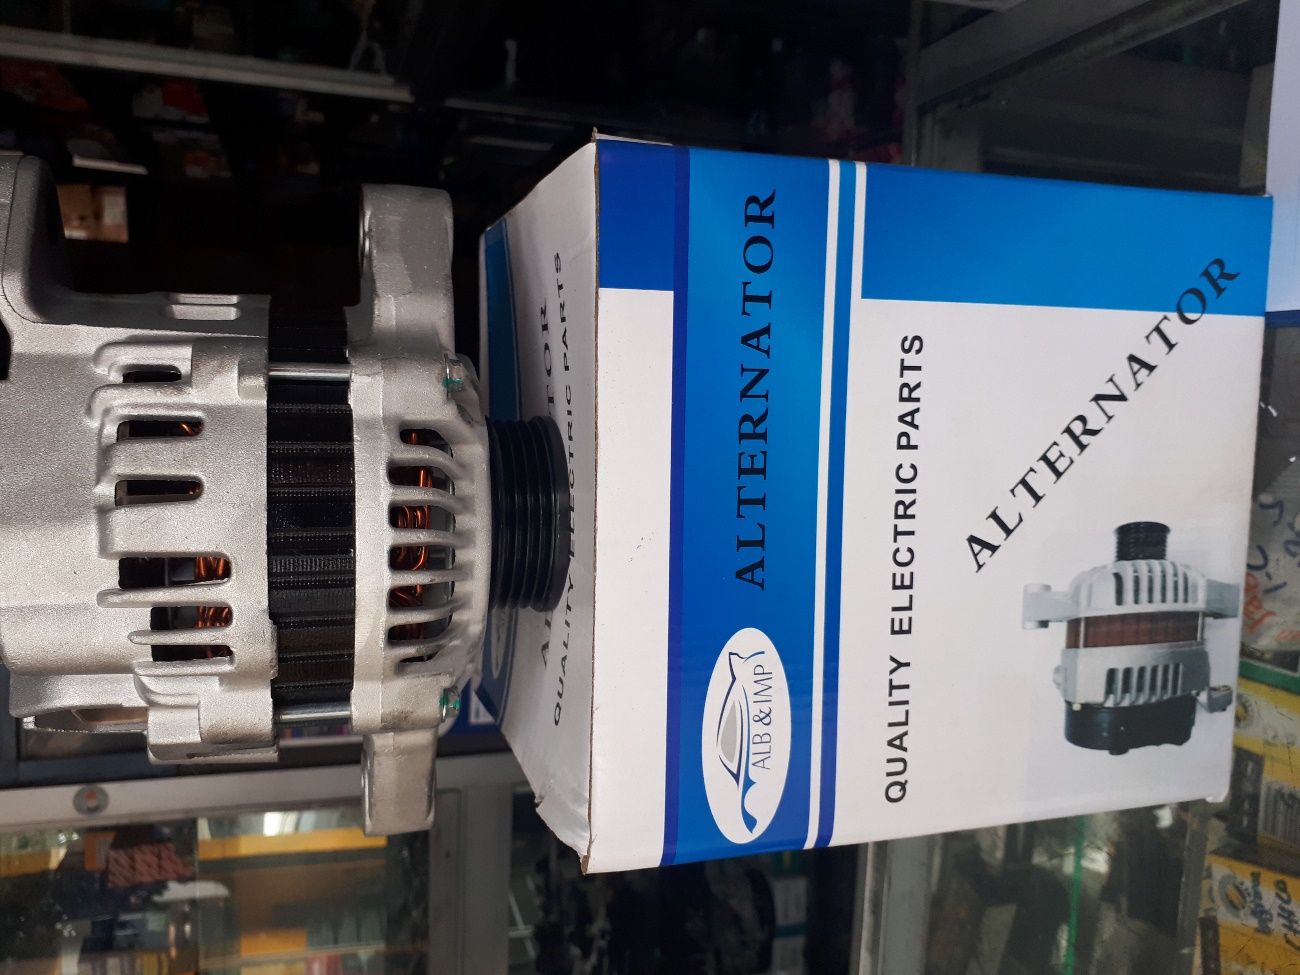 ALTERNATOR
ALB & IMP
QUALITY ELECTRIC PARTS
ALTERNATOR
QUALITY ELECTRIC PARTS